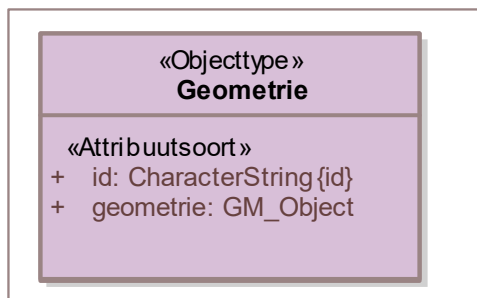 «Objecttype»
Geometrie
«Attribuutsoort»
+ id: CharacterString {id}
+ geometrie: GM_Object